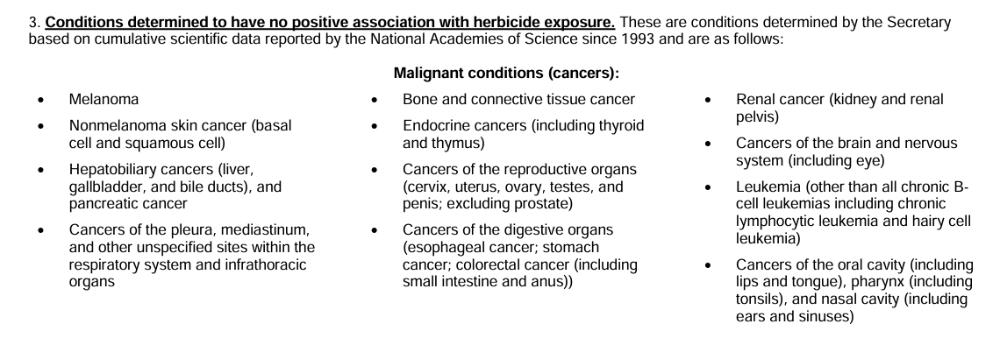 3. Conditions determined to have no positive association with herbicide exposure. These are conditions determined by the Secretary
based on cumulative scientific data reported by the National Academies of Science since 1993 and are as follows:
Malignant conditions (cancers):
• Melanoma
• Nonmelanoma skin cancer (basal
cell and squamous cell)
• Hepatobiliary cancers (liver,
gallbladder, and bile ducts), and
pancreatic cancer
• Cancers of the pleura, mediastinum,
and other unspecified sites within the
respiratory system and infrathoracic
organs
• Bone and connective tissue cancer
• Endocrine cancers (including thyroid
and thymus)
• Cancers of the reproductive organs
(cervix, uterus, ovary, testes, and
penis; excluding prostate)
• Cancers of the digestive organs
(esophageal cancer; stomach
cancer; colorectal cancer (including
small intestine and anus))
• Renal cancer (kidney and renal
pelvis)
• Cancers of the brain and nervous
system (including eye)
• Leukemia (other than all chronic B-
cell leukemias including chronic
lymphocytic leukemia and hairy cell
leukemia)
• Cancers of the oral cavity (including
lips and tongue), pharynx (including
tonsils), and nasal cavity (including
ears and sinuses)